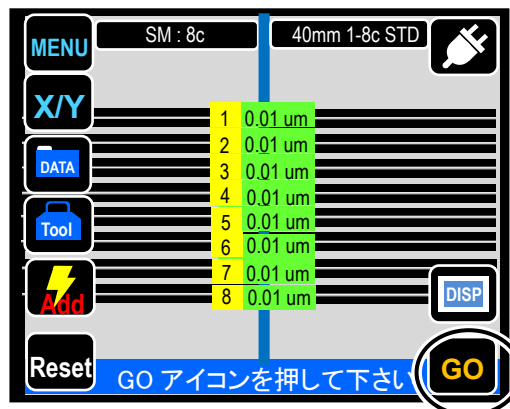 MENU
SM : 8c
40mm 1-8c STD
X/Y
1 0.01 um
2 0.01 um
DATA
3 0.01 um
4 0.01 um
Tool
5 0.01 um
6 0.01 um
7 0.01 um
Add
8 0.01 um
DISP
Reset
GO アイコンを押して下さい
GO